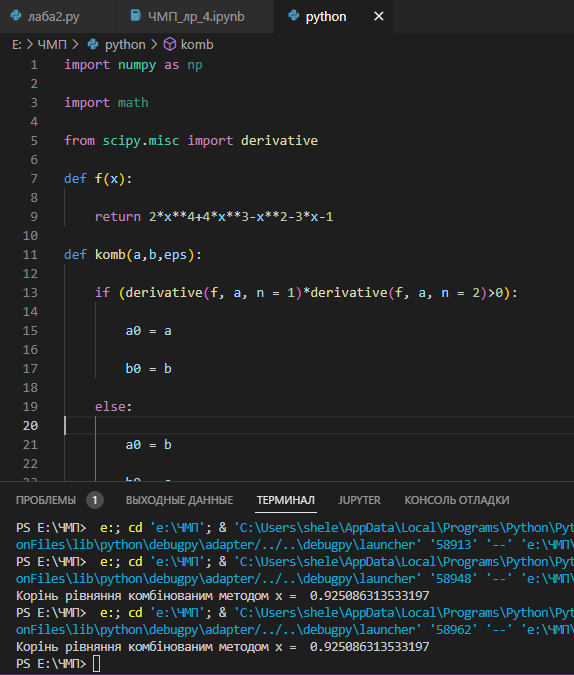 лаба2.py ЧМП_лр_4.ipynb python
E: > ЧМП > python > komb
1 import numpy as np
2
3 import math
4
5 from scipy.misc import derivative
6
7 def f(x):
8
9 return 2*x**4+4*x**3-x**2-3*x-1
10
11 def komb(a,b,eps):
12
13 if (derivative(f, a, n = 1)*derivative(f, a, n = 2)>0):
14
15 a0 = a
16
17 b0 = b
18
19 else:
20
21 a0 = b
22
ПРОБЛЕМЫ 1 ВЫХОДНЫЕ ДАННЫЕ ТЕРМИНАЛ JUPYTER КОНСОЛЬ ОТЛАДКИ
PS E:\ЧМП> e:; cd 'e:\ЧМП'; & 'C:\Users\shele\AppData\Local\Programs\Python\Pyt
onFiles\lib\python\debugpy\adapter/../..\debugpy\launcher' '58913' '--' 'e:\ЧМП\
PS E:\ЧМП> e:; cd 'e:\ЧМП'; & 'C:\Users\shele\AppData\Local\Programs\Python\Pyt
onFiles\lib\python\debugpy\adapter/../..\debugpy\launcher' '58948' '--' 'e:\ЧМП\
Корінь рівняння комбінованим методом x =  0.925086313533197
PS E:\ЧМП> e:; cd 'e:\ЧМП'; & 'C:\Users\shele\AppData\Local\Programs\Python\Pyt
onFiles\lib\python\debugpy\adapter/../..\debugpy\launcher' '58962' '--' 'e:\ЧМП\
Корінь рівняння комбінованим методом x =  0.925086313533197
PS E:\ЧМП>